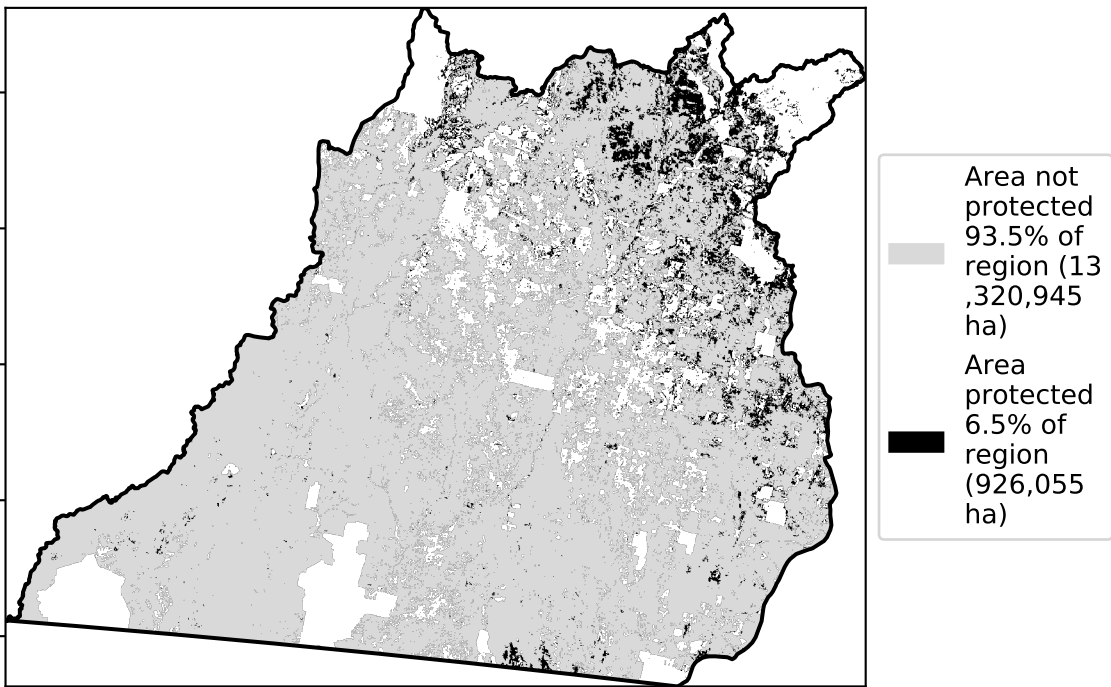 Area not
protected
93.5% of
region (13
,320,945
ha)
Area
protected
6.5% of
region
(926,055
ha)